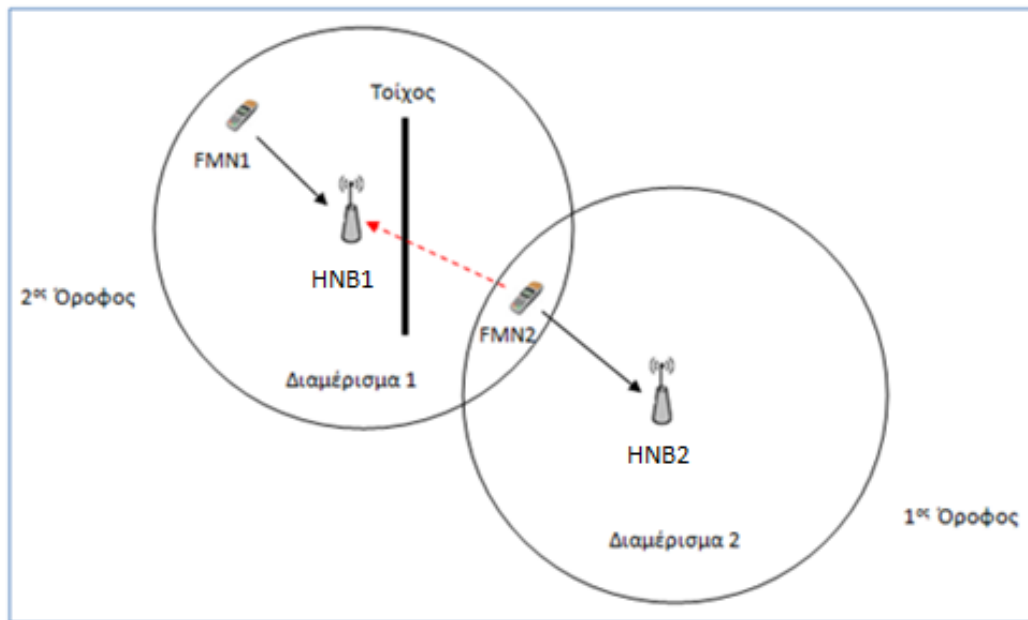 Τοίχος
FMN1
HNB1
2ος Όροφος
FMN2
Διαμέρισμα 1
HNB2
1ος Όροφος
Διαμέρισμα 2